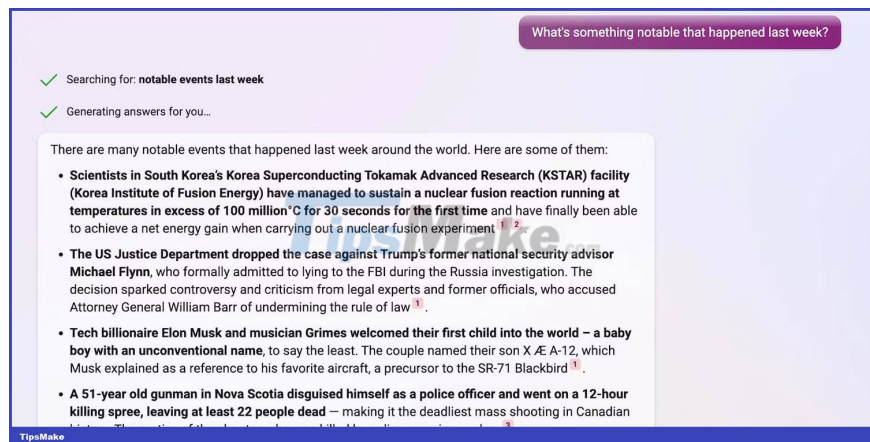 What's something notable that happened last week?
Searching for: notable events last week
Generating answers for you...
There are many notable events that happened last week around the world. Here are some of them:
• Scientists in South Korea's Korea Superconducting Tokamak Advanced Research (KSTAR) facility
(Korea Institute of Fusion Energy) have managed to sustain a nuclear fusion reaction running at
temperatures in excess of 100 million°C for 30 seconds for the first time and have finally been able
to achieve a net energy gain when carrying out a nuclear fusion experiment 1 2.
TipsMake.com
• The US Justice Department dropped the case against Trump's former national security advisor
Michael Flynn, who formally admitted to lying to the FBI during the Russia investigation. The
decision sparked controversy and criticism from legal experts and former officials, who accused
Attorney General William Barr of undermining the rule of law 1.
• Tech billionaire Elon Musk and musician Grimes welcomed their first child into the world – a baby
boy with an unconventional name, to say the least. The couple named their son X Æ A-12, which
Musk explained as a reference to his favorite aircraft, a precursor to the SR-71 Blackbird 1.
• A 51-year old gunman in Nova Scotia disguised himself as a police officer and went on a 12-hour
killing spree, leaving at least 22 people dead — making it the deadliest mass shooting in Canadian
3
TipsMake